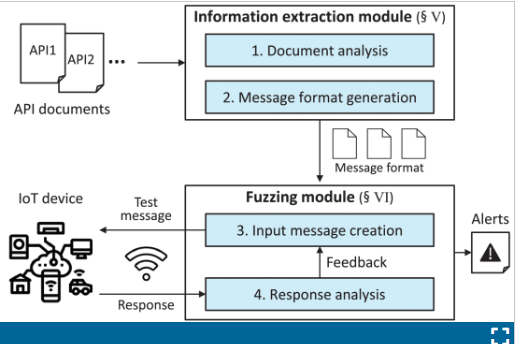 Information extraction module (§ V)
API1
API2
...
API documents
1. Document analysis
2. Message format generation
Message format
IoT device
Test
message
Response
Fuzzing module (§ VI)
3. Input message creation
Feedback
4. Response analysis
Alerts